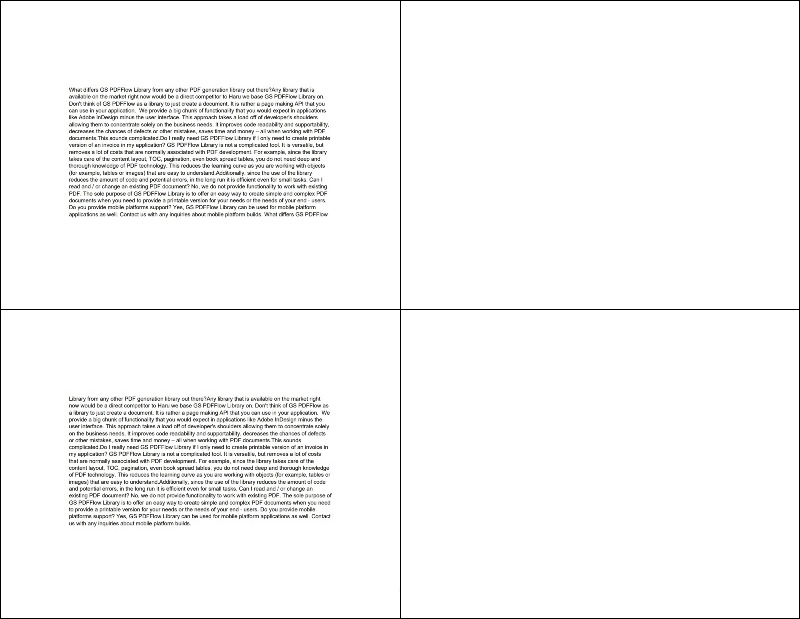 What differs GS PDFFlow Library from any other PDF generation library out there?Any library that is
available on the market right now would be a direct competitor to Haru we base GS PDFFlow Library on.
Don't think of GS PDFFlow as a library to just create a document. It is rather a page making API that you
can use in your application.  We provide a big chunk of functionality that you would expect in applications
like Adobe InDesign minus the user interface. This approach takes a load off of developer's shoulders
allowing them to concentrate solely on the business needs. It improves code readability and supportability,
decreases the chances of defects or other mistakes, saves time and money – all when working with PDF
documents.This sounds complicated.Do I really need GS PDFFlow Library if I only need to create printable
version of an invoice in my application? GS PDFFlow Library is not a complicated tool. It is versatile, but
removes a lot of costs that are normally associated with PDF development. For example, since the library
takes care of the content layout, TOC, pagination, even book spread tables, you do not need deep and
thorough knowledge of PDF technology. This reduces the learning curve as you are working with objects
(for example, tables or images) that are easy to understand.Additionally, since the use of the library
reduces the amount of code and potential errors, in the long run it is efficient even for small tasks. Can I
read and / or change an existing PDF document? No, we do not provide functionality to work with existing
PDF. The sole purpose of GS PDFFlow Library is to offer an easy way to create simple and complex PDF
documents when you need to provide a printable version for your needs or the needs of your end - users.
Do you provide mobile platforms support? Yes, GS PDFFlow Library can be used for mobile platform
applications as well. Contact us with any inquiries about mobile platform builds. What differs GS PDFFlow
Library from any other PDF generation library out there?Any library that is available on the market right
now would be a direct competitor to Haru we base GS PDFFlow Library on. Don't think of GS PDFFlow as
a library to just create a document. It is rather a page making API that you can use in your application.  We
provide a big chunk of functionality that you would expect in applications like Adobe InDesign minus the
user interface. This approach takes a load off of developer's shoulders allowing them to concentrate solely
on the business needs. It improves code readability and supportability, decreases the chances of defects
or other mistakes, saves time and money – all when working with PDF documents.This sounds
complicated.Do I really need GS PDFFlow Library if I only need to create printable version of an invoice in
my application? GS PDFFlow Library is not a complicated tool. It is versatile, but removes a lot of costs
that are normally associated with PDF development. For example, since the library takes care of the
content layout, TOC, pagination, even book spread tables, you do not need deep and thorough knowledge
of PDF technology. This reduces the learning curve as you are working with objects (for example, tables or
images) that are easy to understand.Additionally, since the use of the library reduces the amount of code
and potential errors, in the long run it is efficient even for small tasks. Can I read and / or change an
existing PDF document? No, we do not provide functionality to work with existing PDF. The sole purpose of
GS PDFFlow Library is to offer an easy way to create simple and complex PDF documents when you need
to provide a printable version for your needs or the needs of your end - users. Do you provide mobile
platforms support? Yes, GS PDFFlow Library can be used for mobile platform applications as well. Contact
us with any inquiries about mobile platform builds.